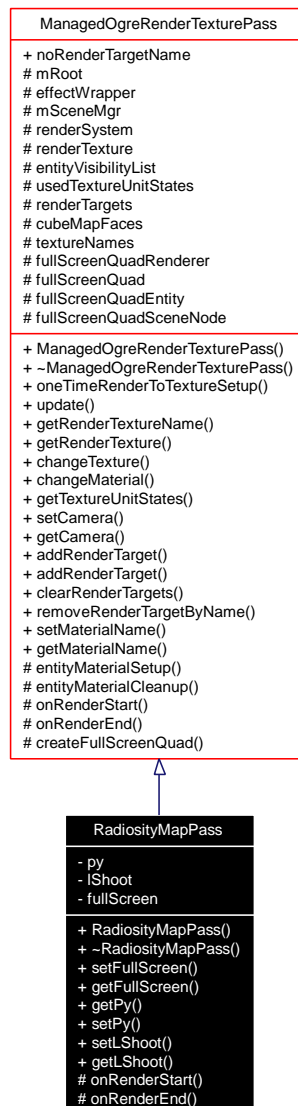 ManagedOgreRenderTexturePass
+ noRenderTargetName
# mRoot
# effectWrapper
# mSceneMgr
# renderSystem
# renderTexture
# entityVisibilityList
# usedTextureUnitStates
# renderTargets
# cubeMapFaces
# textureNames
# fullScreenQuadRenderer
# fullScreenQuad
# fullScreenQuadEntity
# fullScreenQuadSceneNode
+ ManagedOgreRenderTexturePass()
+ ~ManagedOgreRenderTexturePass()
+ oneTimeRenderToTextureSetup()
+ update()
+ getRenderTextureName()
+ getRenderTexture()
+ changeTexture()
+ changeMaterial()
+ getTextureUnitStates()
+ setCamera()
+ getCamera()
+ addRenderTarget()
+ addRenderTarget()
+ clearRenderTargets()
+ removeRenderTargetByName()
+ setMaterialName()
+ getMaterialName()
# entityMaterialSetup()
# entityMaterialCleanup()
# onRenderStart()
# onRenderEnd()
# createFullScreenQuad()
RadiosityMapPass
- py
- lShoot
- fullScreen
+ RadiosityMapPass()
+ ~RadiosityMapPass()
+ setFullScreen()
+ getFullScreen()
+ getPy()
+ setPy()
+ setLShoot()
+ getLShoot()
# onRenderStart()
# onRenderEnd()